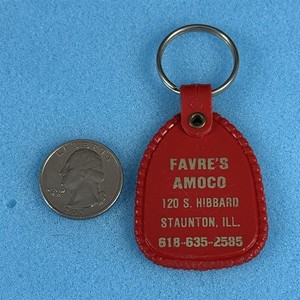 FAVRE'S
AMOCO
120 S. HIBBARD
STAUNTON, ILL.
618-635-2585